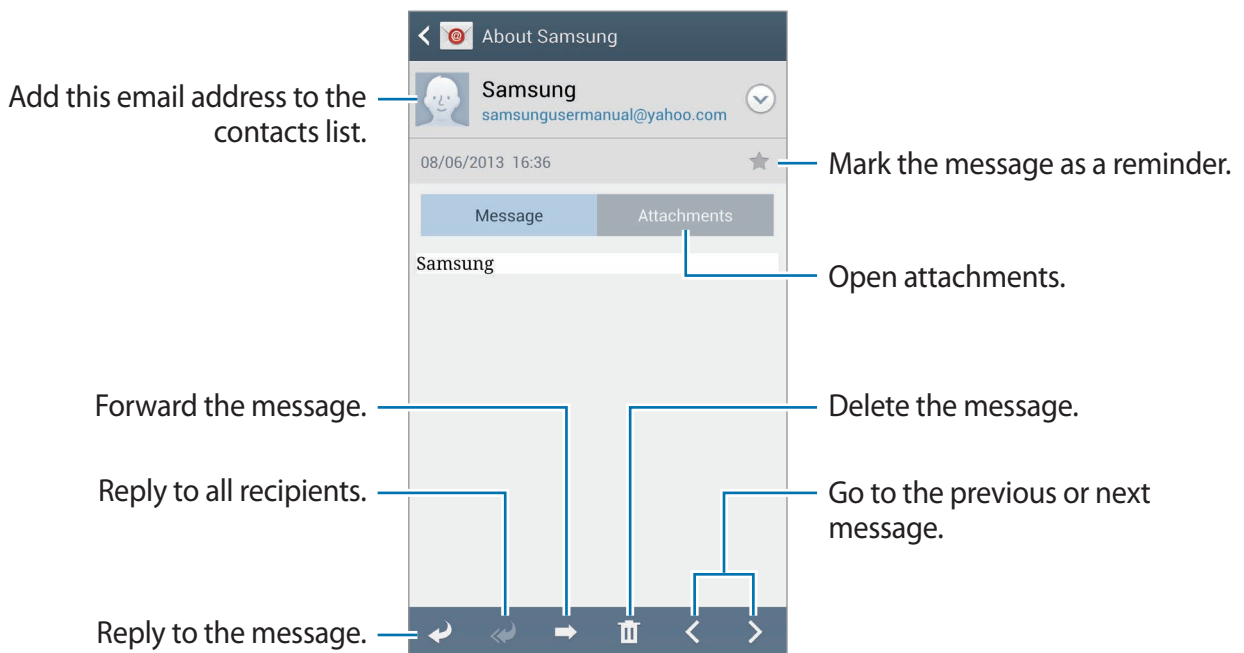 About Samsung
Add this email address to the
contacts list.
Samsung
samsungusermanual@yahoo.com
08/06/2013 16:36
Mark the message as a reminder.
Message
Attachments
Samsung
Open attachments.
Forward the message.
Delete the message.
Reply to all recipients.
Go to the previous or next
message.
Reply to the message.